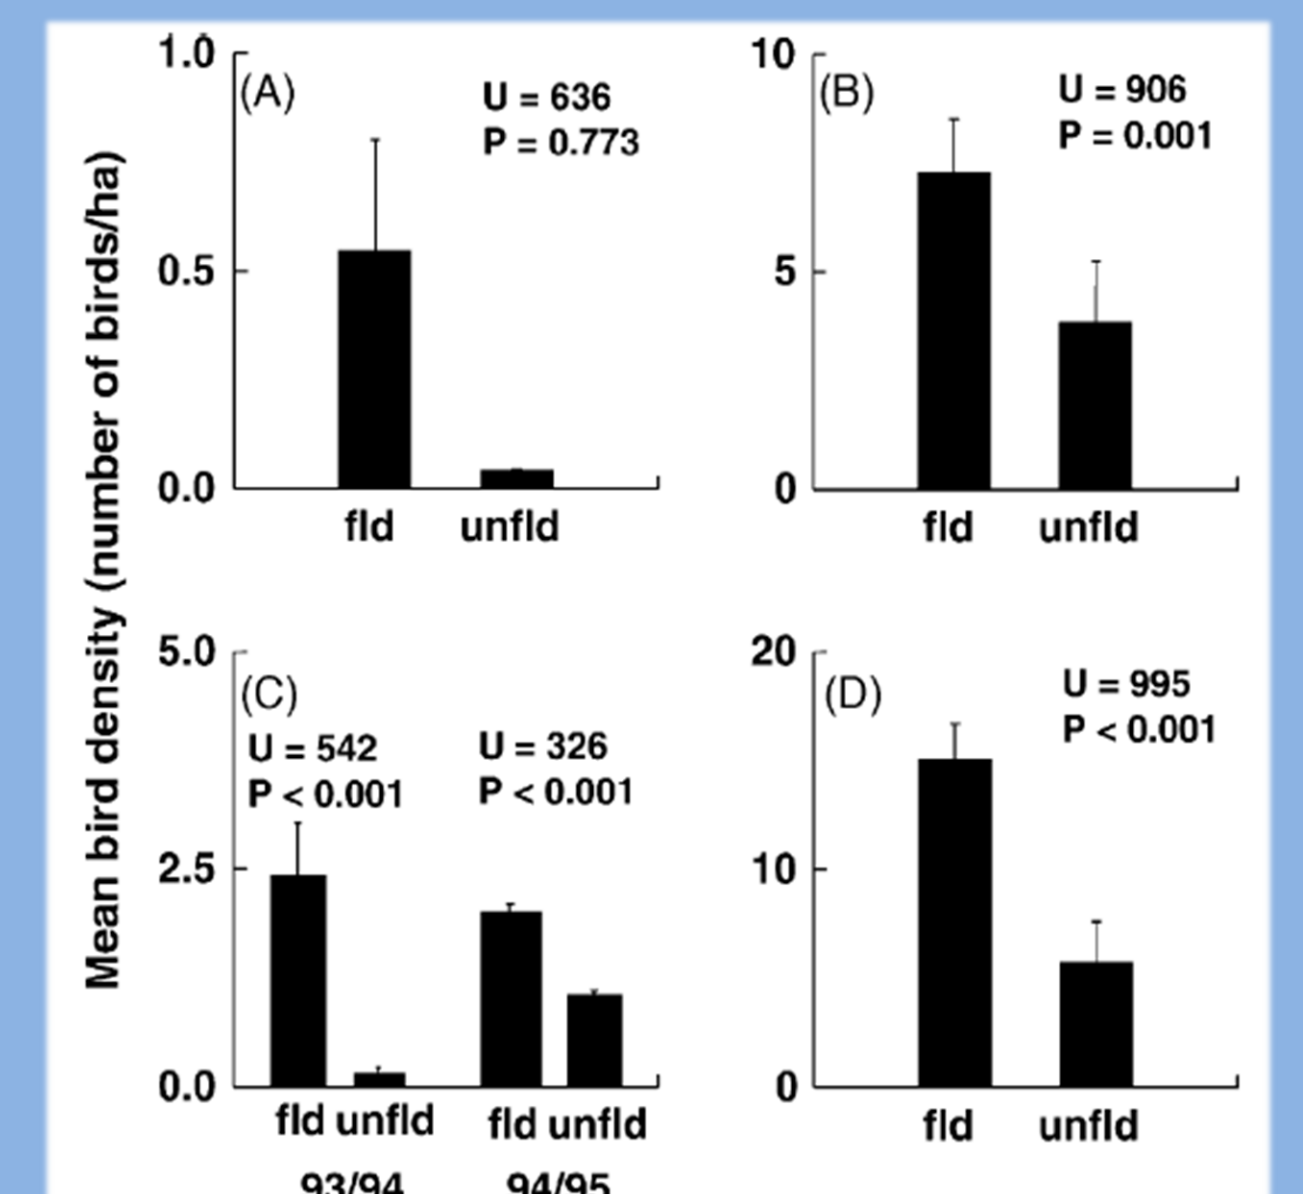 Mean bird density (number of birds/ha)
1.0
0.5
0.0
(A)
U = 636
P = 0.773
fld unfld
10
5
0
(B)
U = 906
P = 0.001
fld unfld
5.0
2.5
0.0
(C)
U = 542
P < 0.001
U = 326
P < 0.001
fld unfld fld unfld
93/94 94/95
20
10
0
(D)
U = 995
P < 0.001
fld unfld